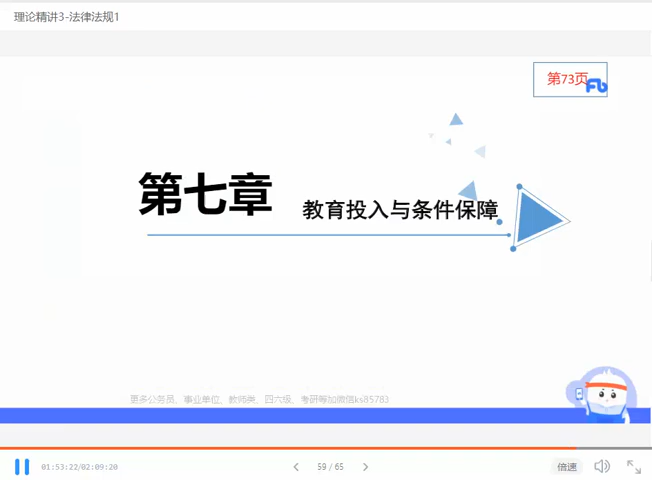 理论精讲3-法律法规1
第73页
Fb
第七章 教育投入与条件保障
更多公务员、事业单位、教师类、四六级、考研等加微信ks85783
01:53:22/02:09:20
59 / 65
倍速